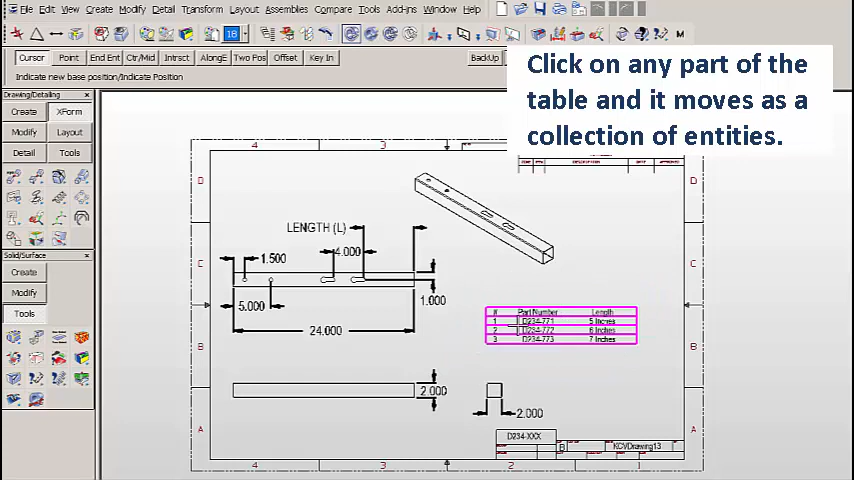 File Edit View Create Modify Detail Transform Layout Assemblies Compare Tools Add-ins Window Help
18
M
Cursor Point End Ent Ctr/Mid Intrsct AlongE Two Pos Offset Key In BackUp
Indicate new base position/Indicate Position
Click on any part of the
table and it moves as a
collection of entities.
Drawing/Detailing
Create XForm
Modify Layout
Detail Tools
Solid/Surface
Create
Modify
Tools
4 3
D D
C C
B B
A A
DESCRIPTION DATE
LENGTH (L)
4.000
1.500
1.000
5.000
24.000
# Part Number Length
1 D234-771 5 Inches
2 D234-772 6 Inches
3 D234-773 7 Inches
2.000
2.000
D234-XXX
B KCVDrawing13
4 3 2 1